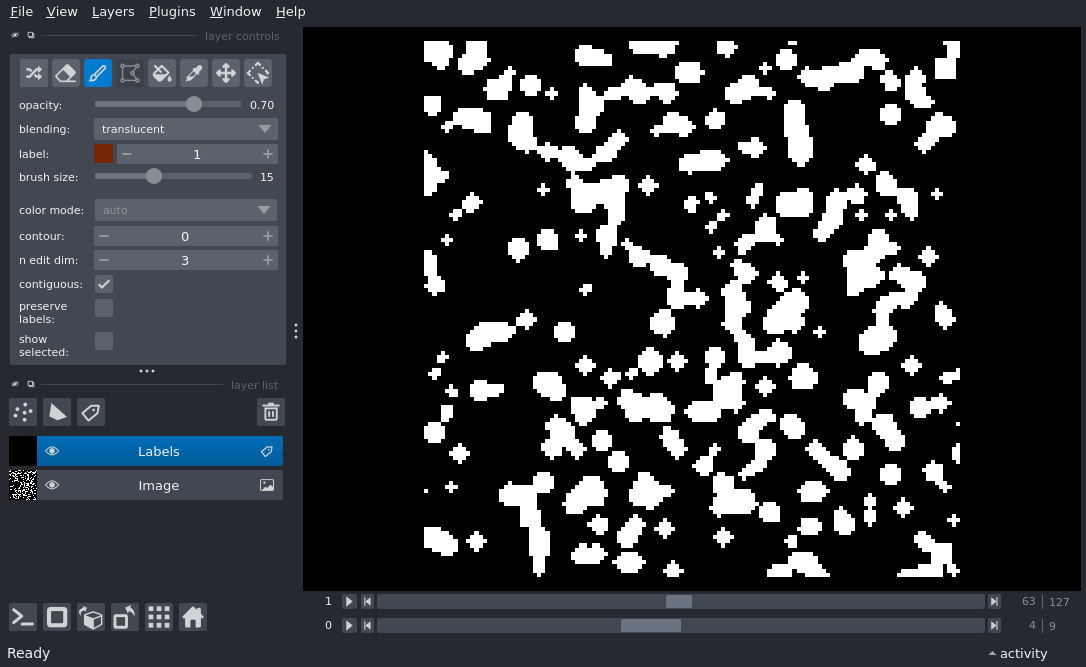 File View Layers Plugins Window Help
layer controls
opacity: 0.70
blending: translucent
label: 1
brush size: 15
color mode: auto
contour: 0
n edit dim: 3
contiguous:
preserve
labels:
show
selected:
layer list
Labels
Image
1 63 127
0 4 9
Ready activity